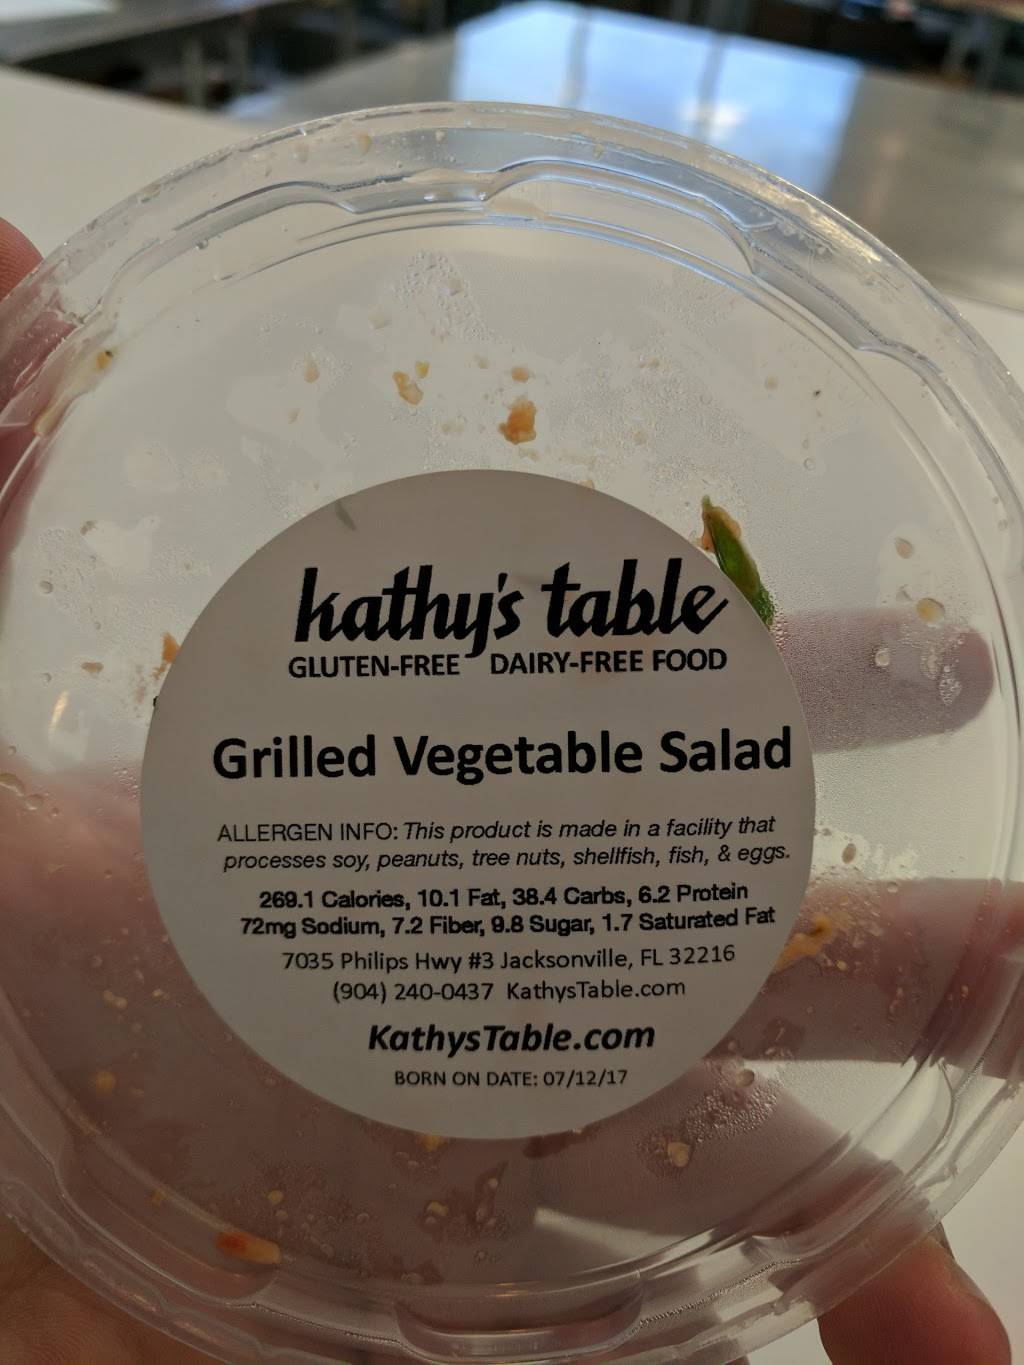 kathy's table
GLUTEN-FREE DAIRY-FREE FOOD
Grilled Vegetable Salad
ALLERGEN INFO: This product is made in a facility that
processes soy, peanuts, tree nuts, shellfish, fish, & eggs.
269.1 Calories, 10.1 Fat, 38.4 Carbs, 6.2 Protein
72mg Sodium, 7.2 Fiber, 9.8 Sugar, 1.7 Saturated Fat
7035 Philips Hwy #3 Jacksonville, FL 32216
(904) 240-0437 KathysTable.com
KathysTable.com
BORN ON DATE: 07/12/17